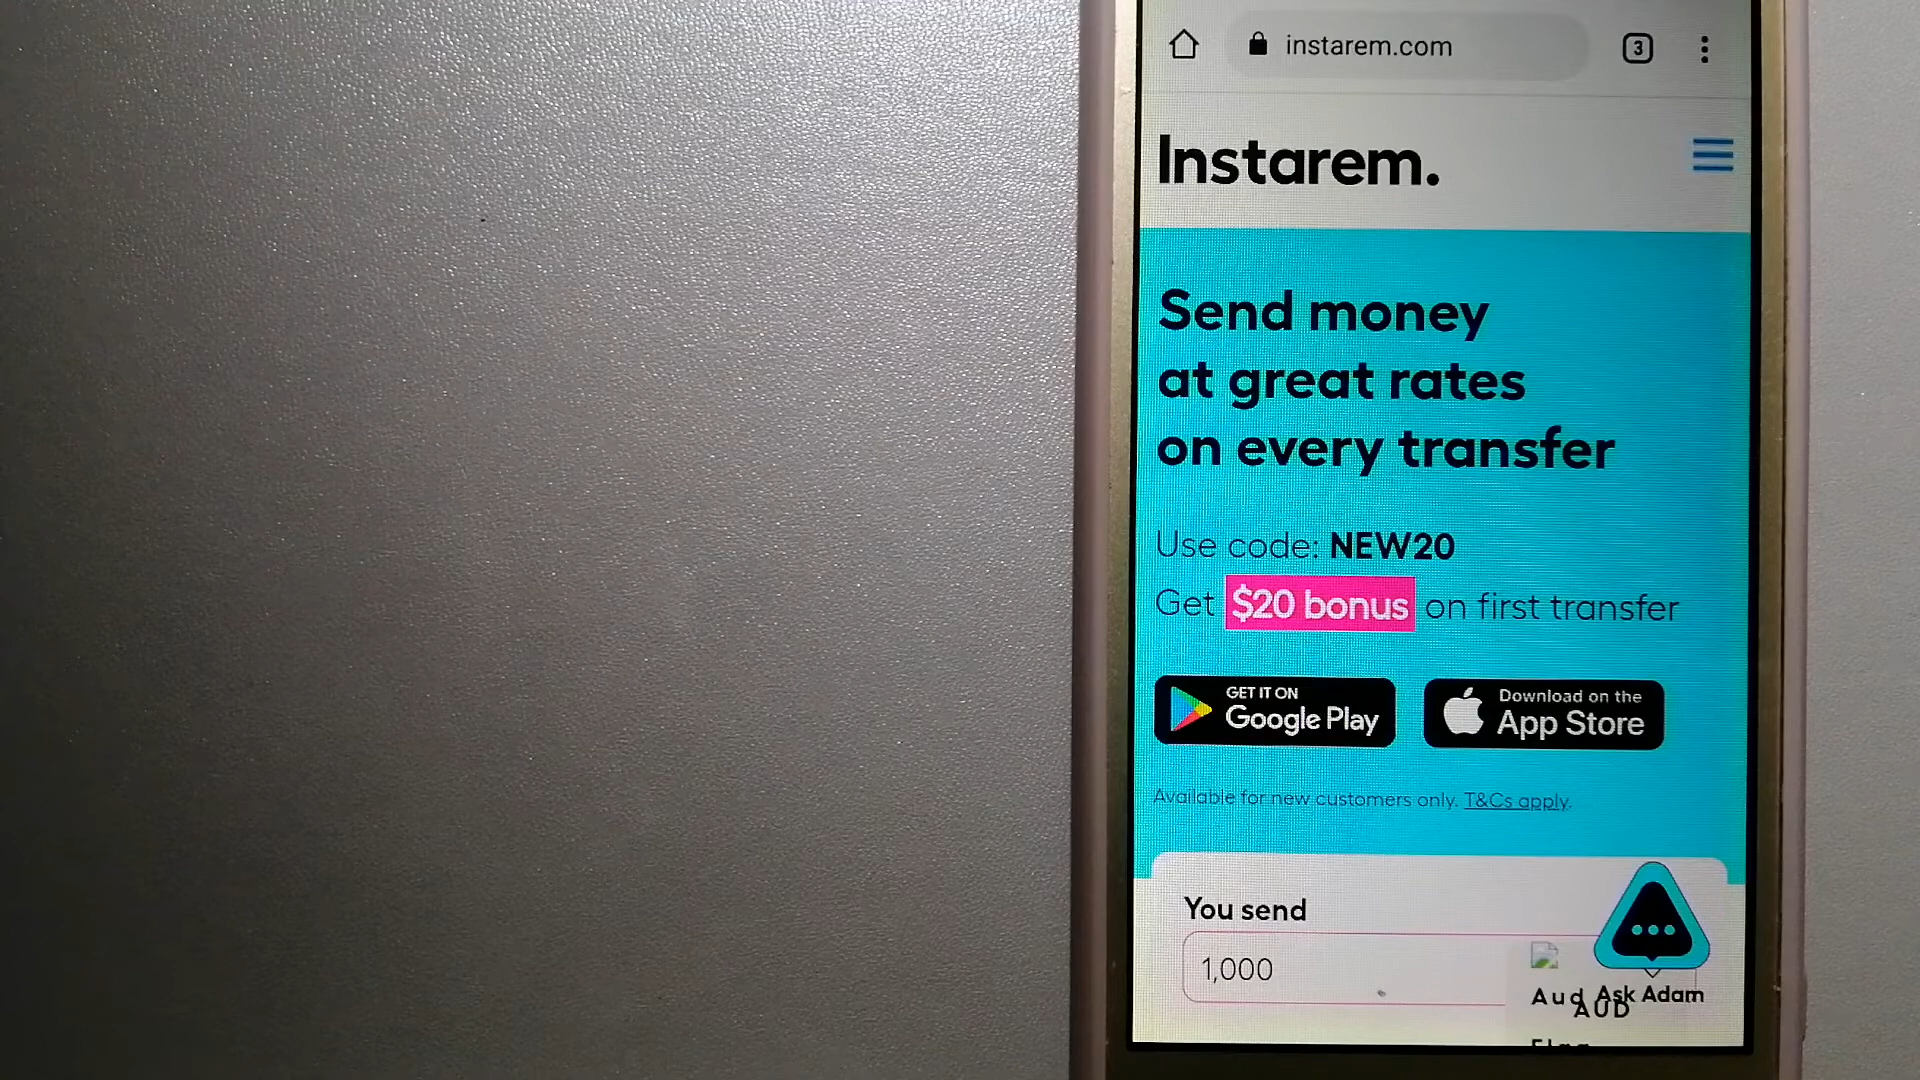 instarem.com
3
Instarem.
Send money
at great rates
on every transfer
Use code: NEW20
Get $20 bonus on first transfer
GET IT ON
Google Play
Download on the
App Store
Available for new customers only. T&Cs apply.
You send
1,000
Aud
AUD
Ask Adam